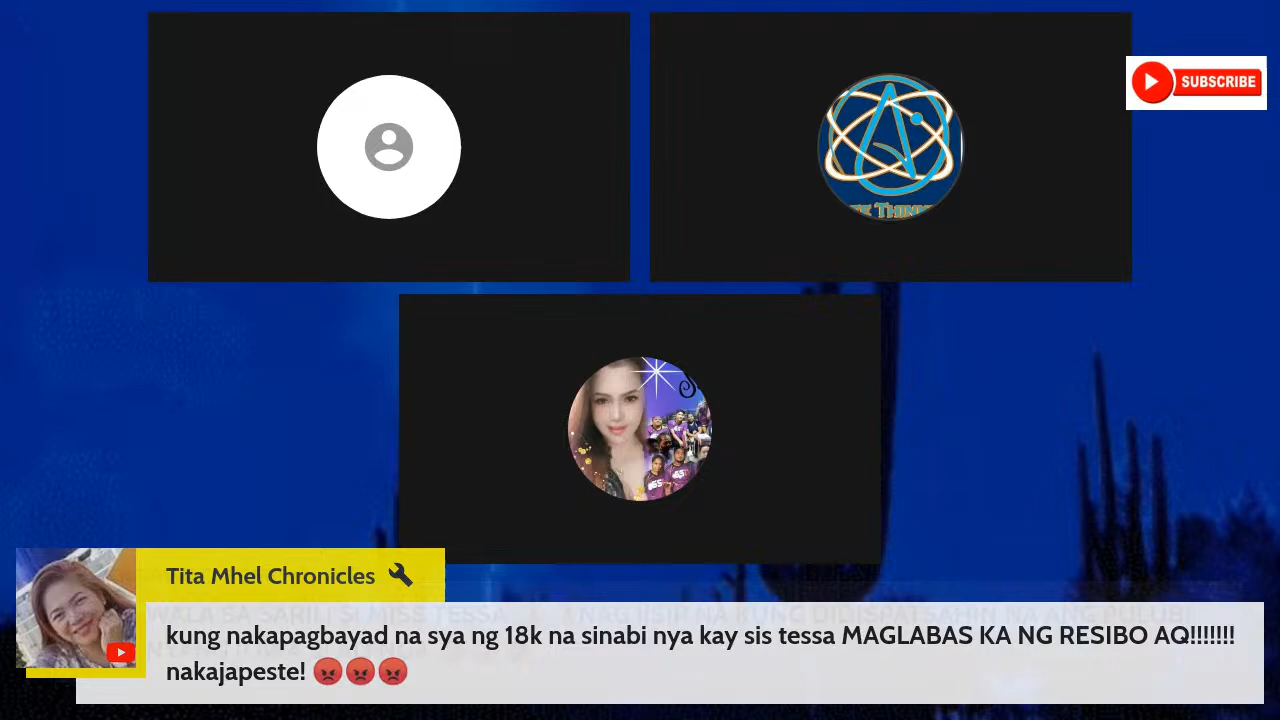 SUBSCRIBE
Tita Mhel Chronicles
kung nakapagbayad na sya ng 18k na sinabi nya kay sis tessa MAGLABAS KA NG RESIBO AQ!!!!!!!
nakajapeste! 😡😡😡